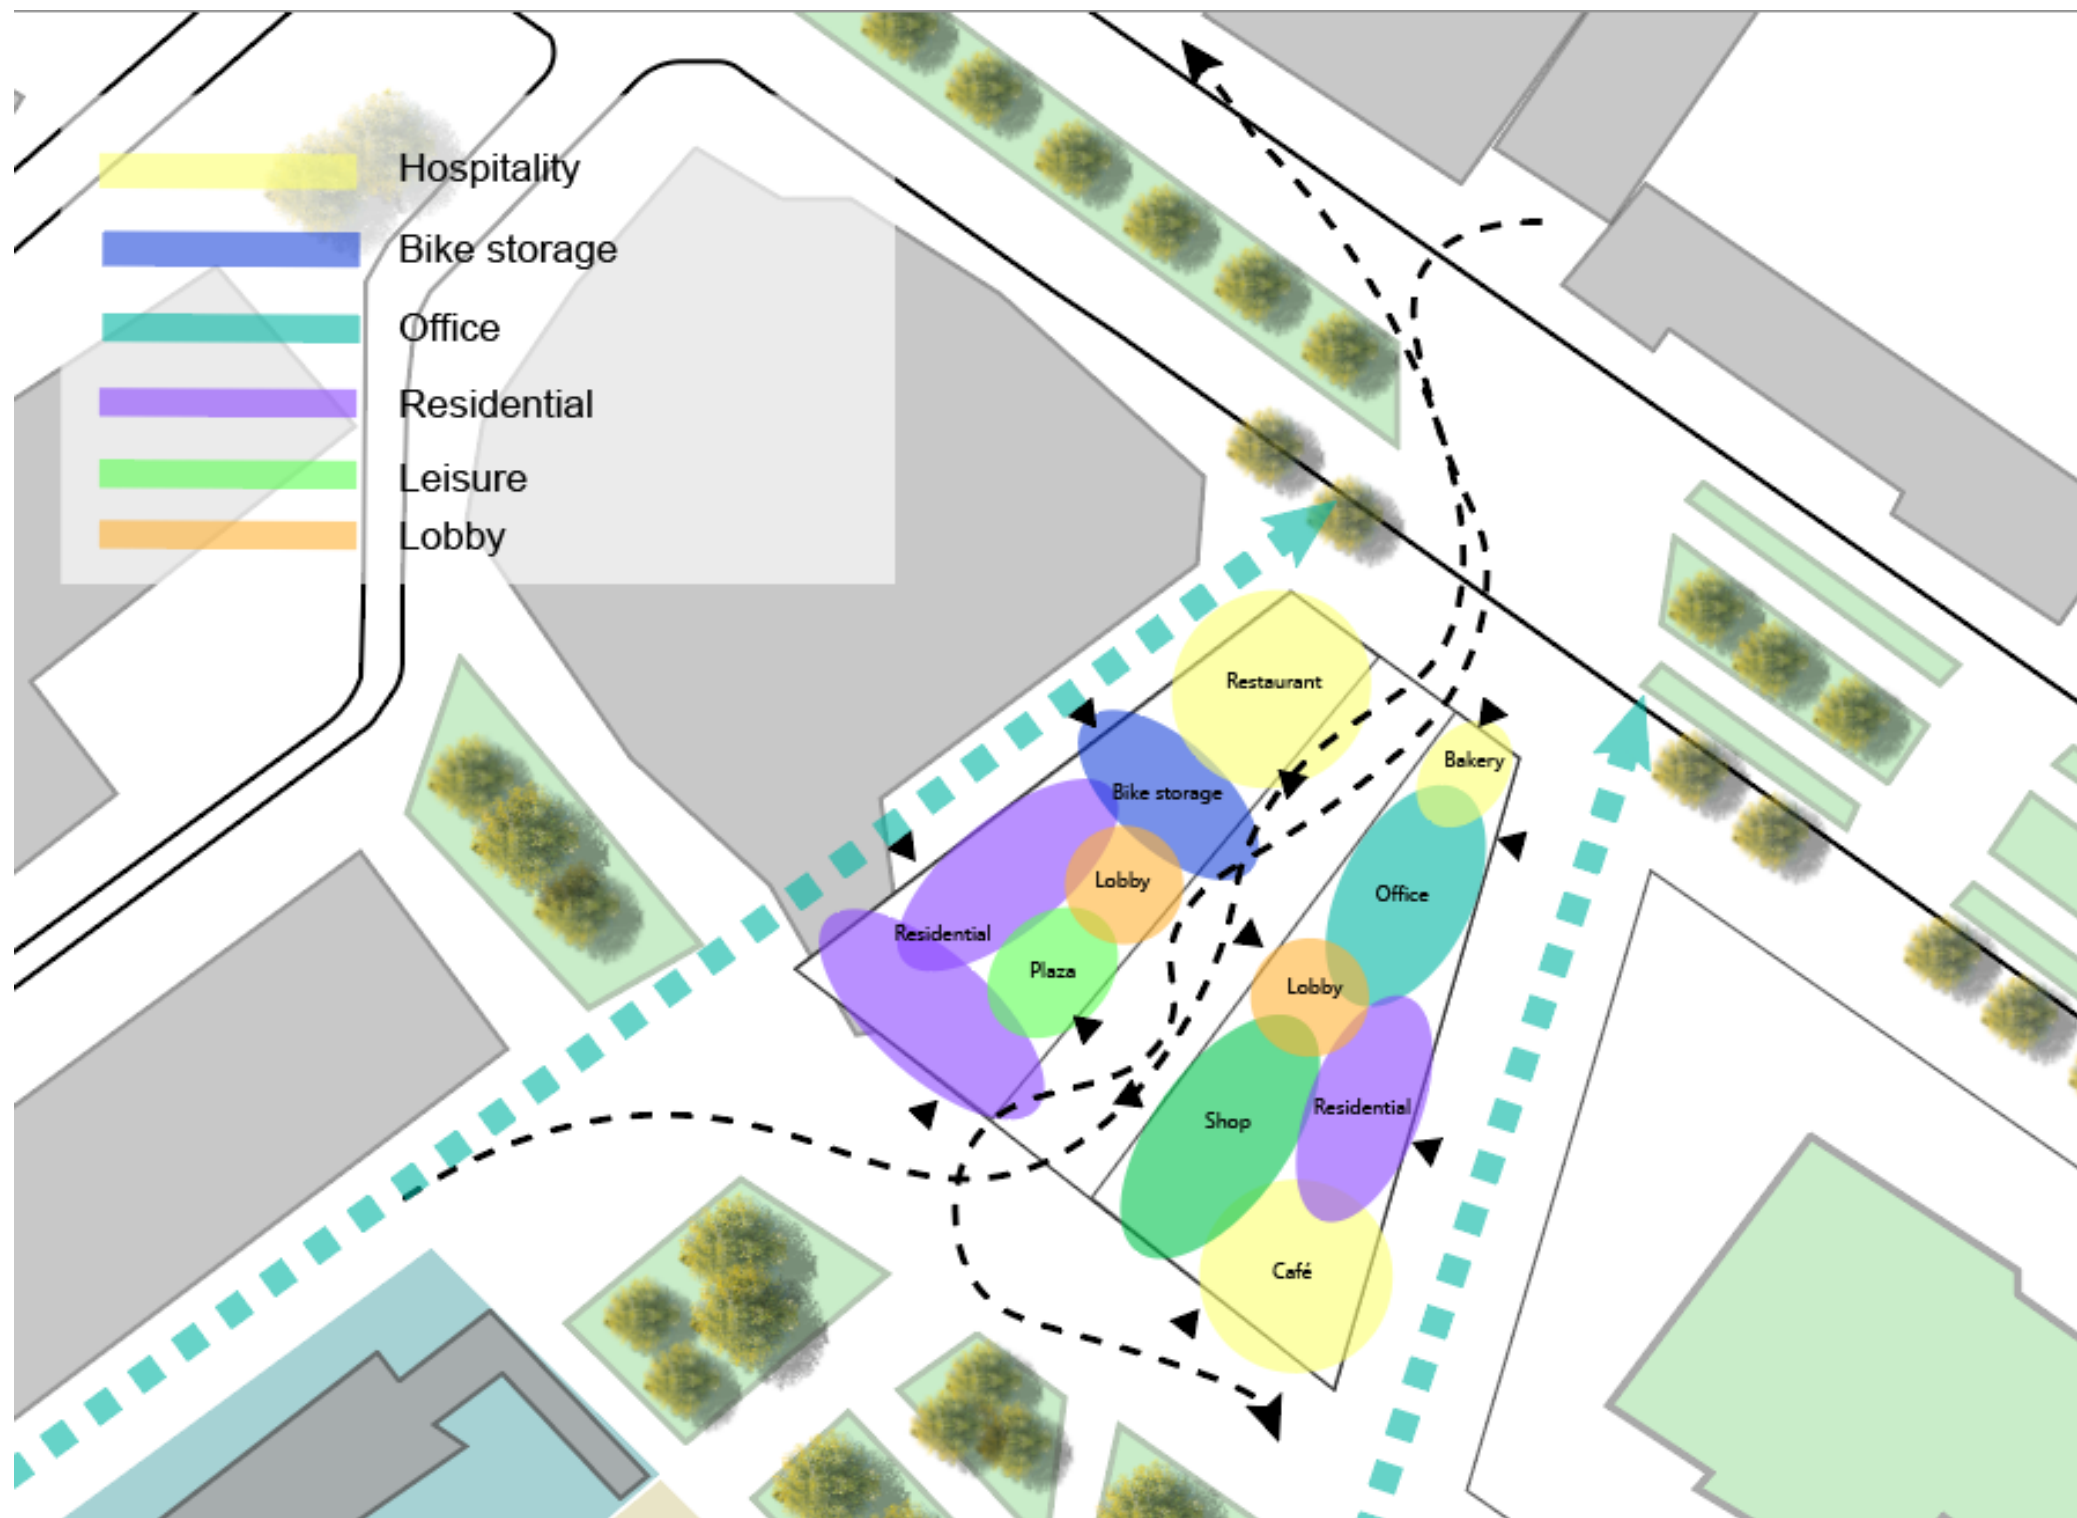 Hospitality
Bike storage
Office
Residential
Leisure
Lobby
Restaurant
Bakery
Bike storage
Lobby
Office
Residential
Plaza
Lobby
Shop
Residential
Café